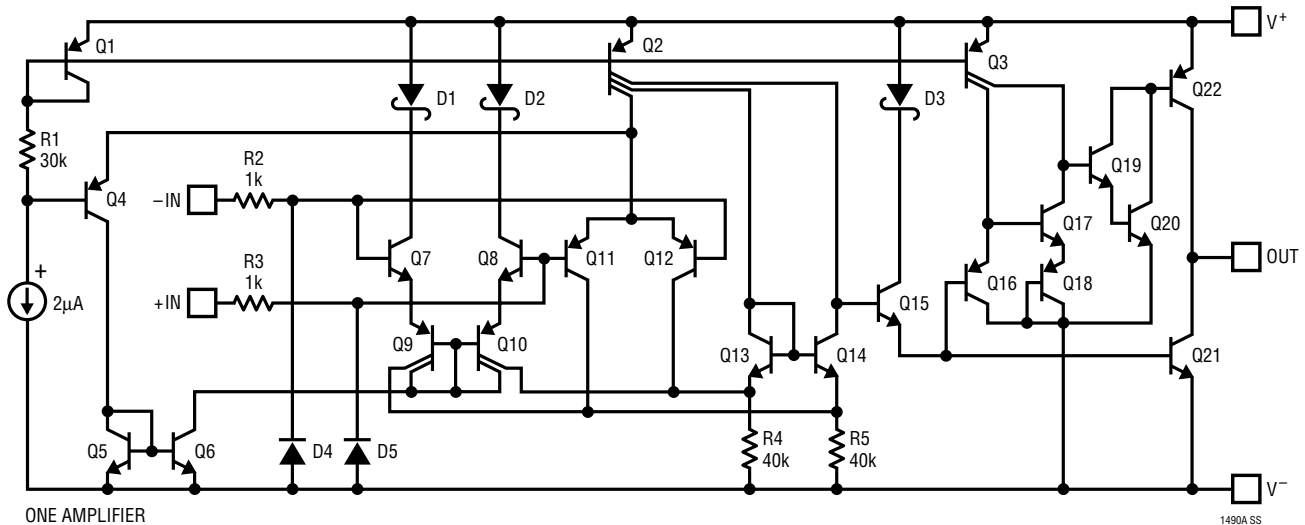 V+
Q1
Q2
Q3
Q22
D1
D2
D3
R1
30k
Q19
R2
1k
Q4
–IN
Q20
Q17
Q7
Q8
Q11
Q12
OUT
R3
1k
+
2µA
+IN
Q16
Q18
Q15
Q9
Q10
Q13
Q14
Q21
Q5
Q6
D4
D5
R4
40k
R5
40k
V–
ONE AMPLIFIER
1490A SS